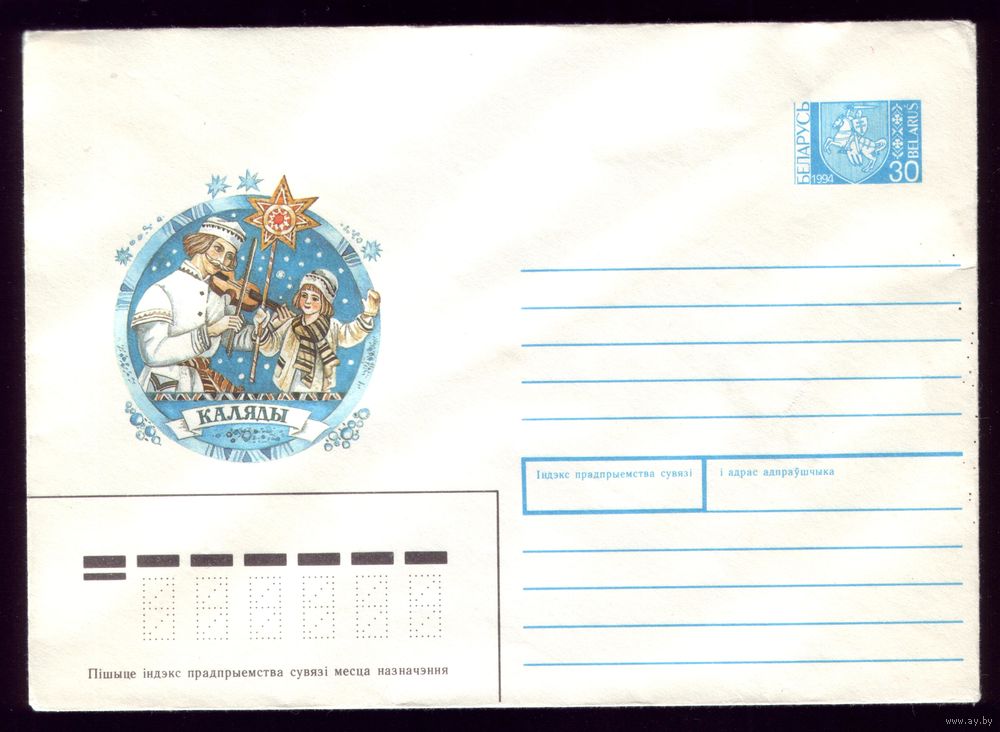 БЕЛАРУСЬ
1994
30
BELARUS
КАЛЯДЫ
Індэкс прадпрыемства сувязі
і адрас адпраўшчыка
Пішыце індэкс прадпрыемства сувязі месца назначэння
www.ay.by